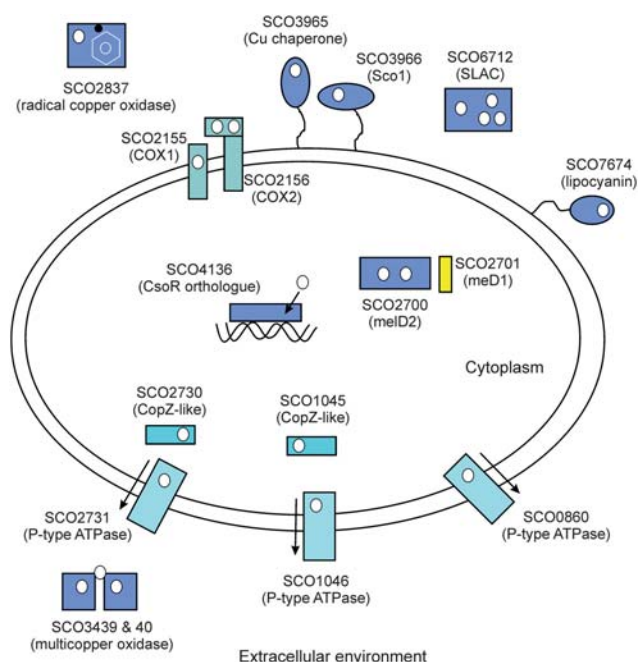 SCO2837
(radical copper oxidase)
SCO3965
(Cu chaperone)
SCO3966
(Sco1)
SCO6712
(SLAC)
SCO2155
(COX1)
SCO2156
(COX2)
SCO7674
(lipocyanin)
SCO4136
(CsoR orthologue)
SCO2701
(meD1)
SCO2700
(melD2)
Cytoplasm
SCO2730
(CopZ-like)
SCO1045
(CopZ-like)
SCO2731
(P-type ATPase)
SCO0860
(P-type ATPase)
SCO1046
(P-type ATPase)
SCO3439 & 40
(multicopper oxidase)
Extracellular environment